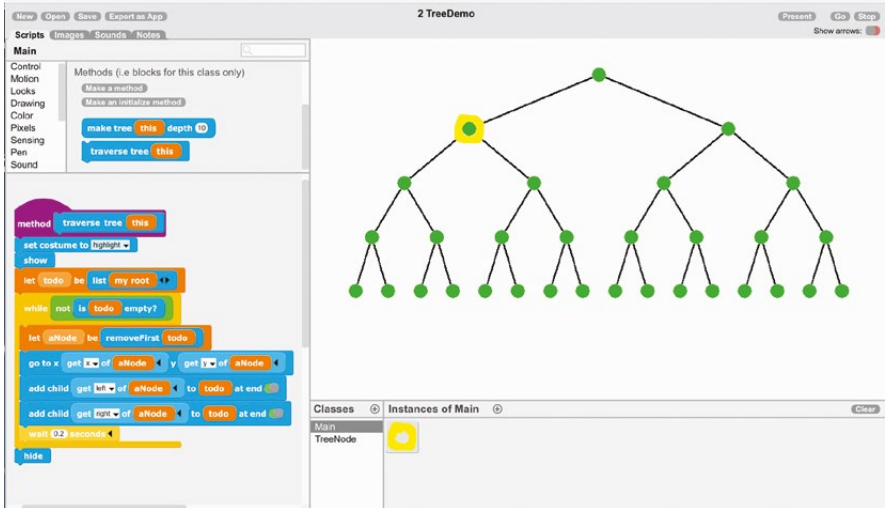 New Open Save Export as App
2 TreeDemo
Present Go Stop
Show arrows:
Scripts Images Sounds Notes
Main
Control
Motion
Looks
Drawing
Color
Pixels
Sensing
Pen
Sound
Methods (i.e blocks for this class only)
Make a method
Make an initialize method
make tree this depth 10
traverse tree this
method traverse tree this
set costume to highlight
show
let todo be list my root
while not is todo empty?
let aNode be removeFirst todo
go to x get x of aNode y get y of aNode
add child get left of aNode to todo at end
add child get right of aNode to todo at end
wait 0.2 seconds
hide
Classes
Instances of Main
Clear
Main
TreeNode